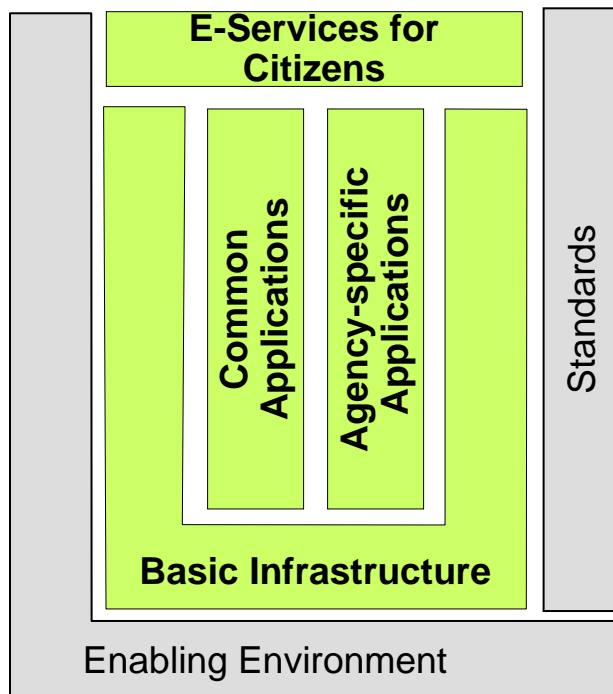 E-Services for
Citizens
Common
Applications
Agency-specific
Applications
Standards
Basic Infrastructure
Enabling Environment